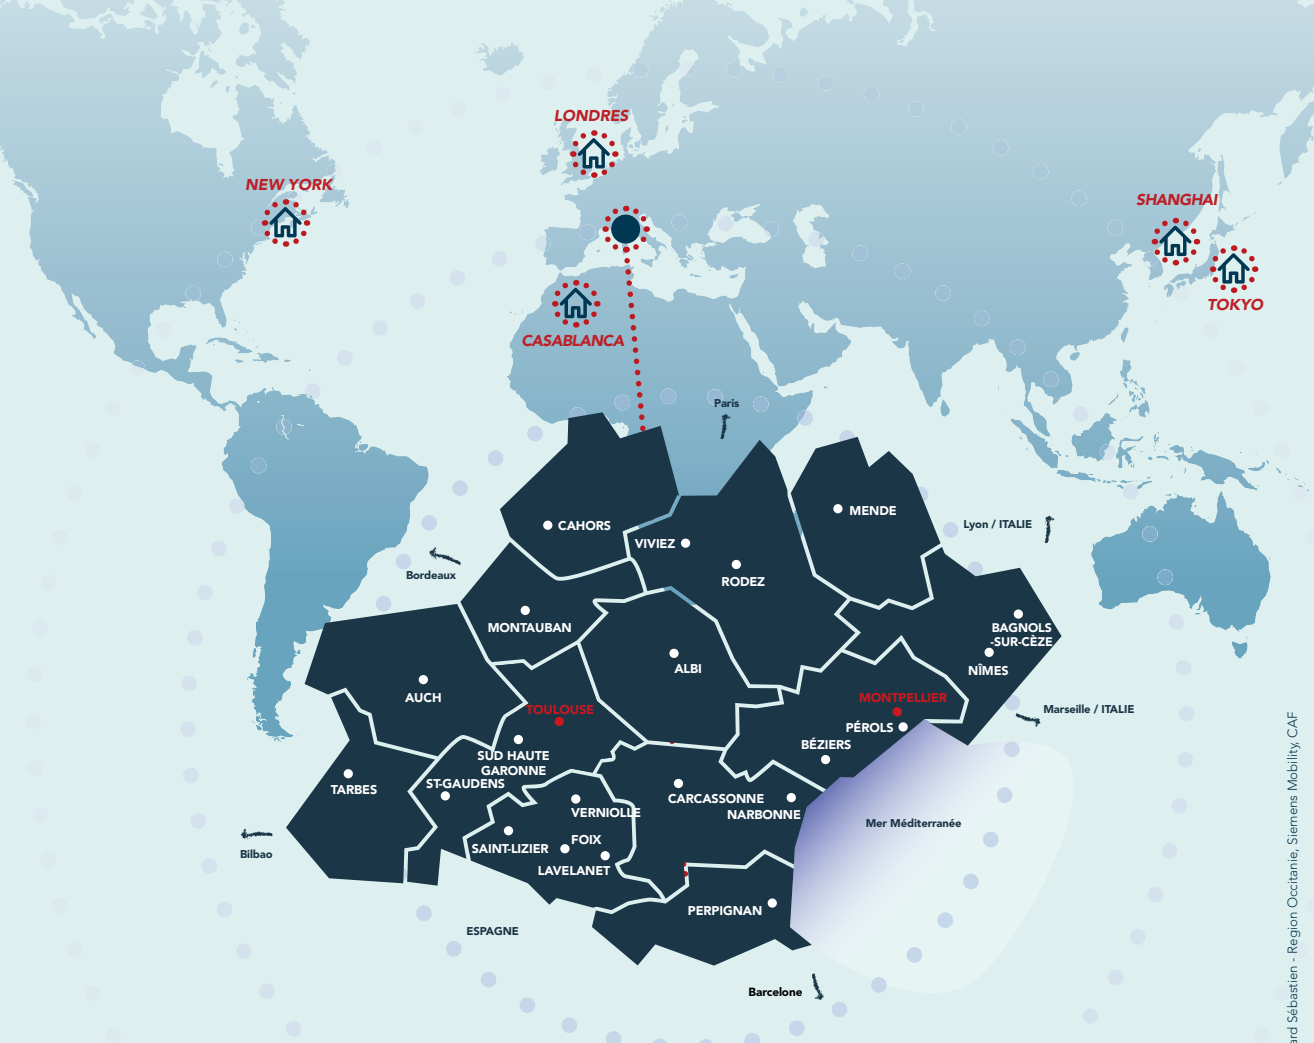 LONDRES
NEW YORK
SHANGHAI
TOKYO
CASABLANCA
Paris
CAHORS
MENDE
Lyon / ITALIE
VIVIEZ
RODEZ
Bordeaux
MONTAUBAN
BAGNOLS
-SUR-CÈZE
ALBI
NÎMES
AUCH
MONTPELLIER
TOULOUSE
Marseille / ITALIE
PÉROLS
BÉZIERS
SUD HAUTE
GARONNE
ST-GAUDENS
TARBES
CARCASSONNE
NARBONNE
VERNIOLLE
Mer Méditerranée
FOIX
SAINT-LIZIER
Bilbao
LAVELANET
PERPIGNAN
ESPAGNE
Barcelone
ard Sébastien - Region Occitanie, Siemens Mobility, CAF